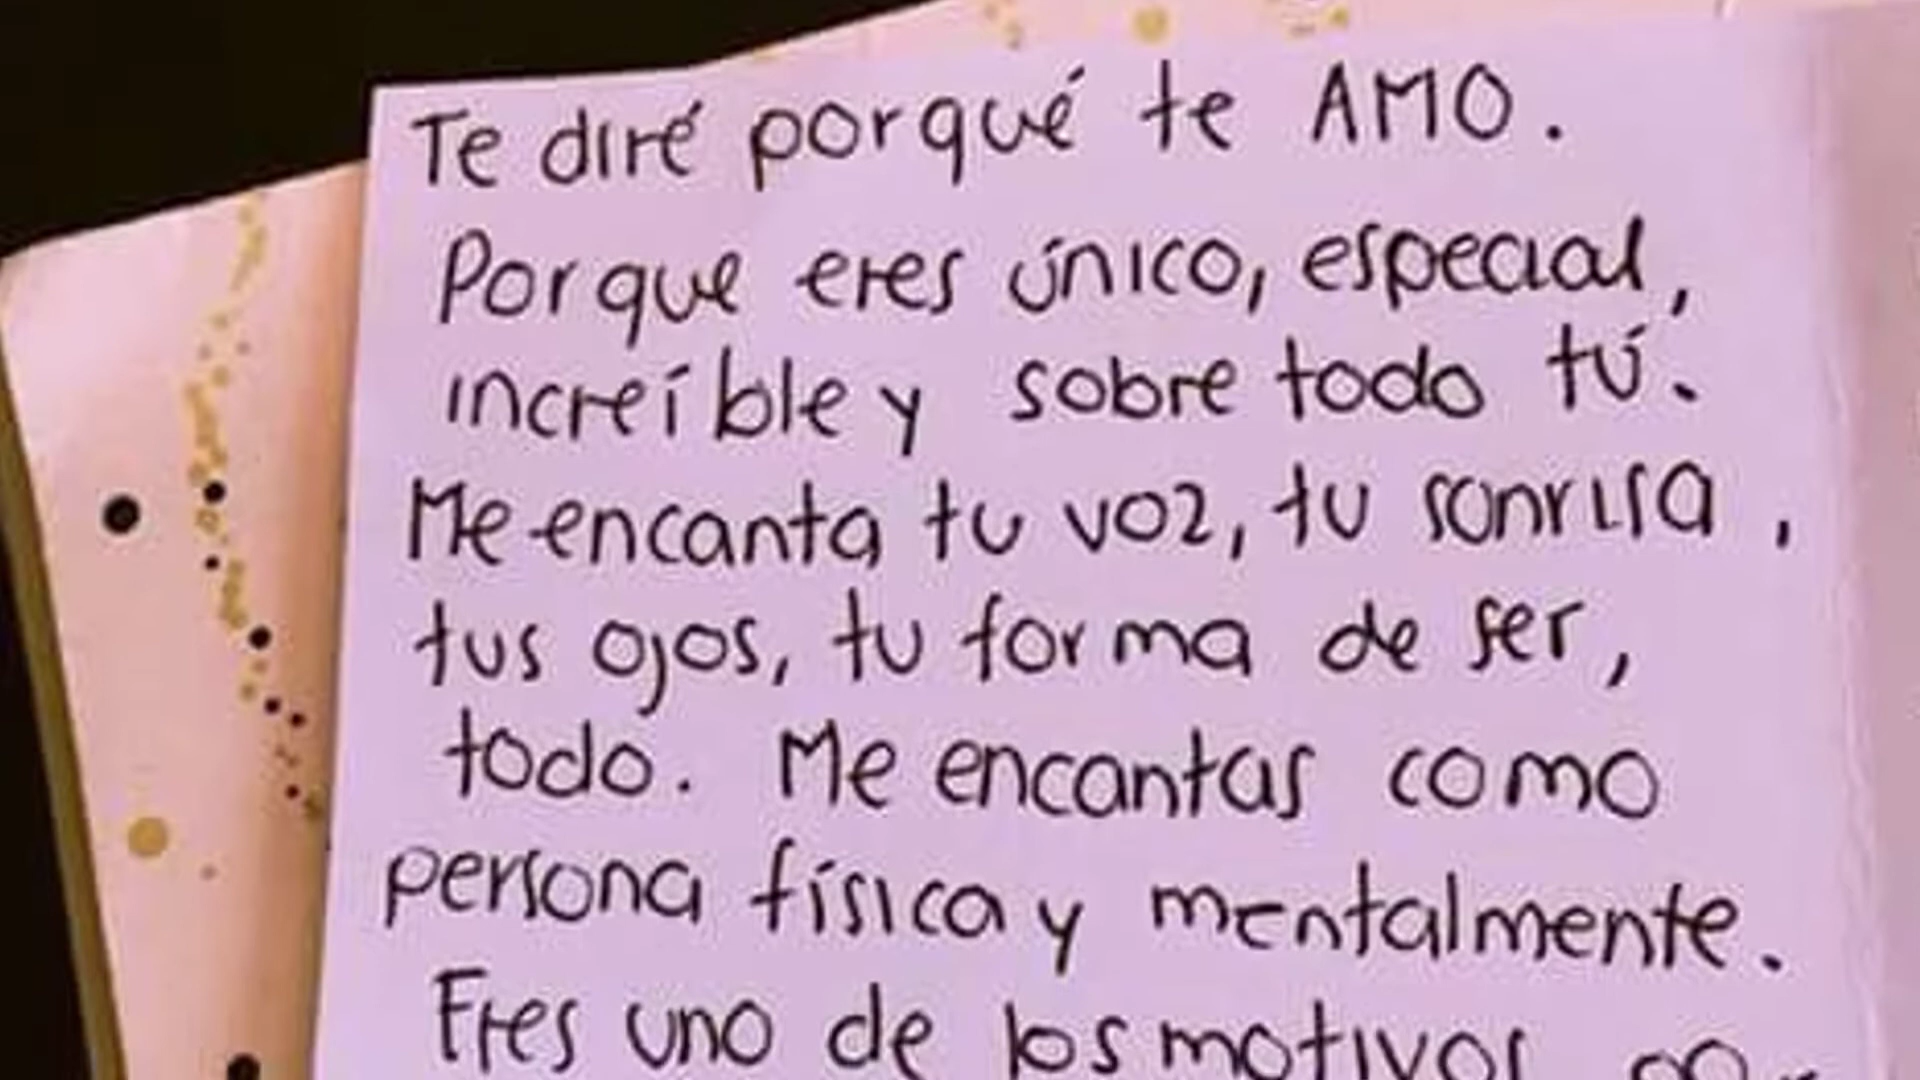 Te diré porqué te AMO.
Porque eres único, especial,
increíble y sobre todo tú.
Me encanta tu voz, tu sonrisa,
tus ojos, tu forma de ser,
todo. Me encantas como
persona física y mentalmente.
Eres uno de los motivos